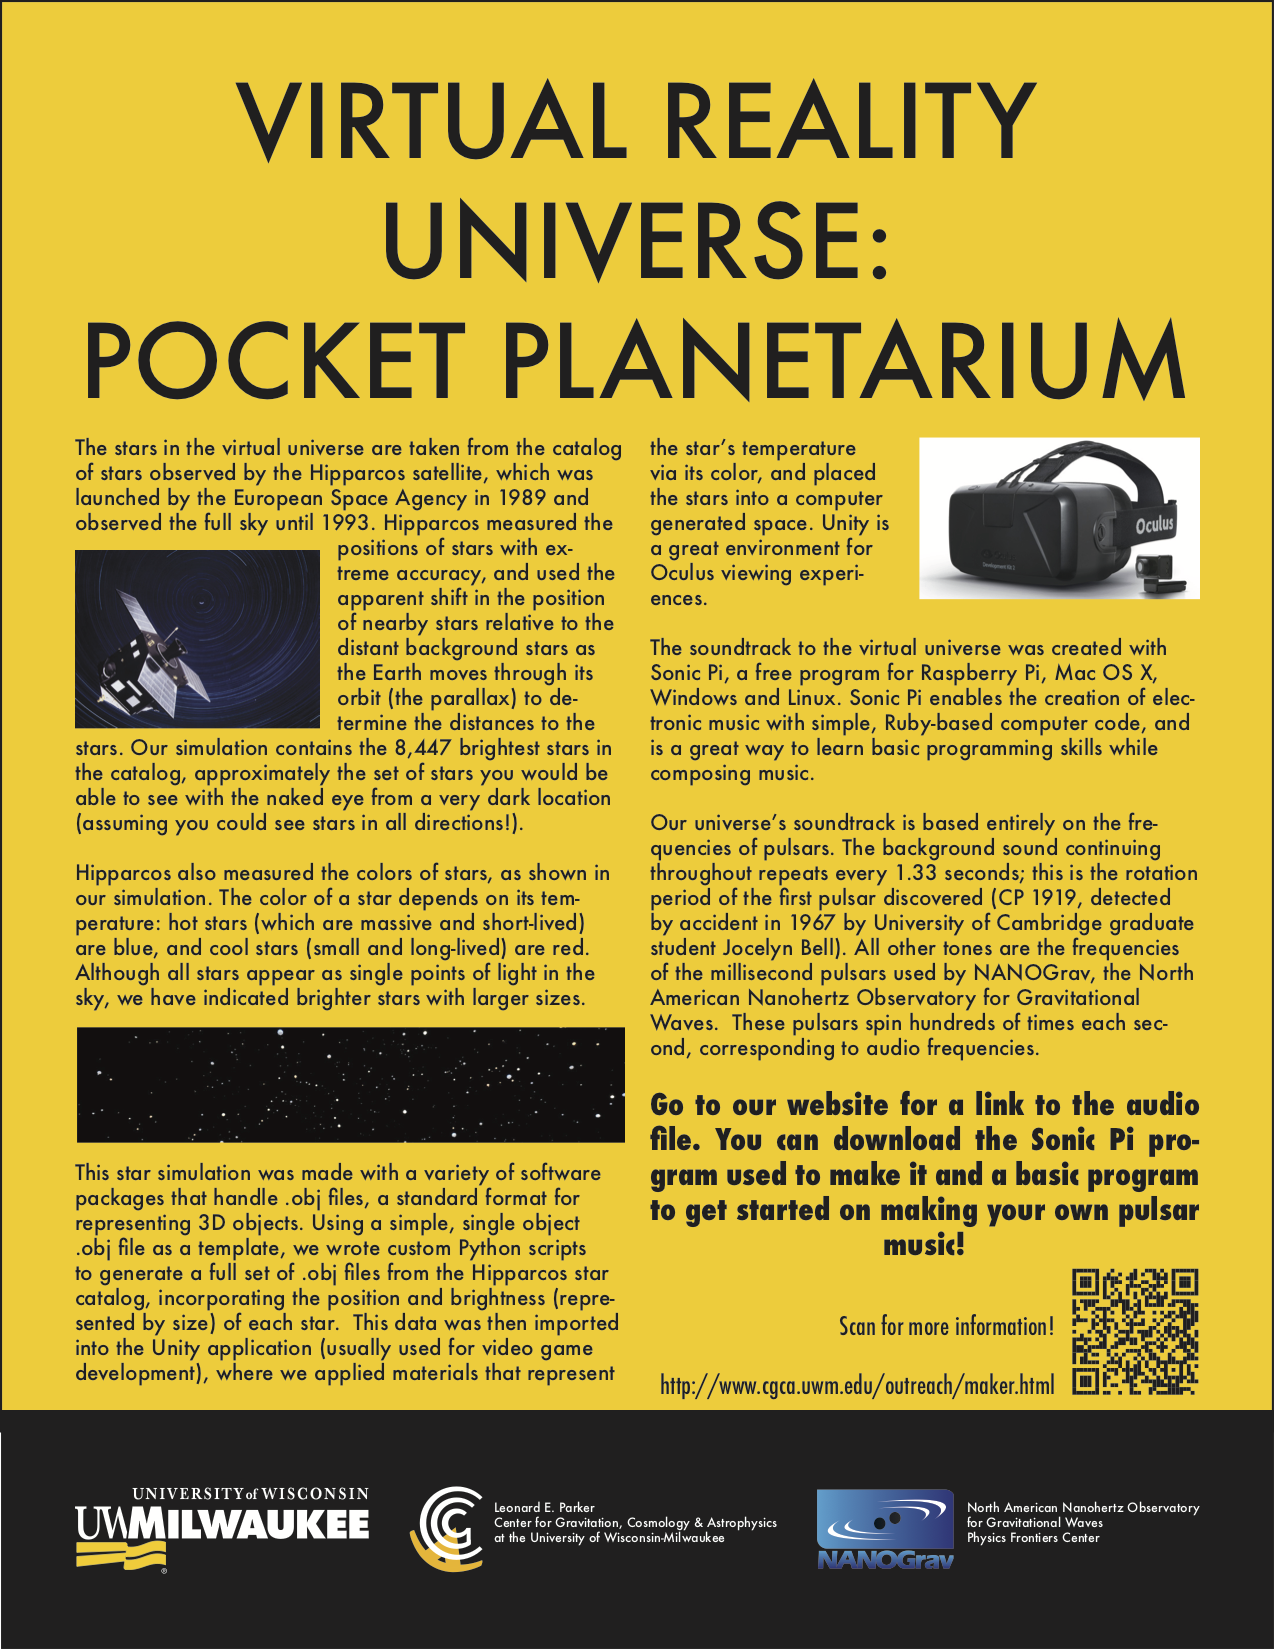 VIRTUAL REALITY
UNIVERSE:
POCKET PLANETARIUM
The stars in the virtual universe are taken from the catalog
of stars observed by the Hipparcos satellite, which was
launched by the European Space Agency in 1989 and
observed the full sky until 1993. Hipparcos measured the
positions of stars with ex-
treme accuracy, and used the
apparent shift in the position
of nearby stars relative to the
distant background stars as
the Earth moves through its
orbit (the parallax) to de-
termine the distances to the
stars. Our simulation contains the 8,447 brightest stars in
the catalog, approximately the set of stars you would be
able to see with the naked eye from a very dark location
(assuming you could see stars in all directions!).
Hipparcos also measured the colors of stars, as shown in
our simulation. The color of a star depends on its tem-
perature: hot stars (which are massive and short-lived)
are blue, and cool stars (small and long-lived) are red.
Although all stars appear as single points of light in the
sky, we have indicated brighter stars with larger sizes.
This star simulation was made with a variety of software
packages that handle .obj files, a standard format for
representing 3D objects. Using a simple, single object
.obj file as a template, we wrote custom Python scripts
to generate a full set of .obj files from the Hipparcos star
catalog, incorporating the position and brightness (repre-
sented by size) of each star.  This data was then imported
into the Unity application (usually used for video game
development), where we applied materials that represent
the star's temperature
via its color, and placed
the stars into a computer
generated space. Unity is
a great environment for
Oculus viewing experi-
ences.
Oculus
Development Kit 2
The soundtrack to the virtual universe was created with
Sonic Pi, a free program for Raspberry Pi, Mac OS X,
Windows and Linux. Sonic Pi enables the creation of elec-
tronic music with simple, Ruby-based computer code, and
is a great way to learn basic programming skills while
composing music.
Our universe's soundtrack is based entirely on the fre-
quencies of pulsars. The background sound continuing
throughout repeats every 1.33 seconds; this is the rotation
period of the first pulsar discovered (CP 1919, detected
by accident in 1967 by University of Cambridge graduate
student Jocelyn Bell). All other tones are the frequencies
of the millisecond pulsars used by NANOGrav, the North
American Nanohertz Observatory for Gravitational
Waves.  These pulsars spin hundreds of times each sec-
ond, corresponding to audio frequencies.
Go to our website for a link to the audio
file. You can download the Sonic Pi pro-
gram used to make it and a basic program
to get started on making your own pulsar
music!
Scan for more information!
http://www.cgca.uwm.edu/outreach/maker.html
UNIVERSITY of WISCONSIN
UWMILWAUKEE
®
Leonard E. Parker
Center for Gravitation, Cosmology & Astrophysics
at the University of Wisconsin-Milwaukee
NANOGrav
North American Nanohertz Observatory
for Gravitational Waves
Physics Frontiers Center